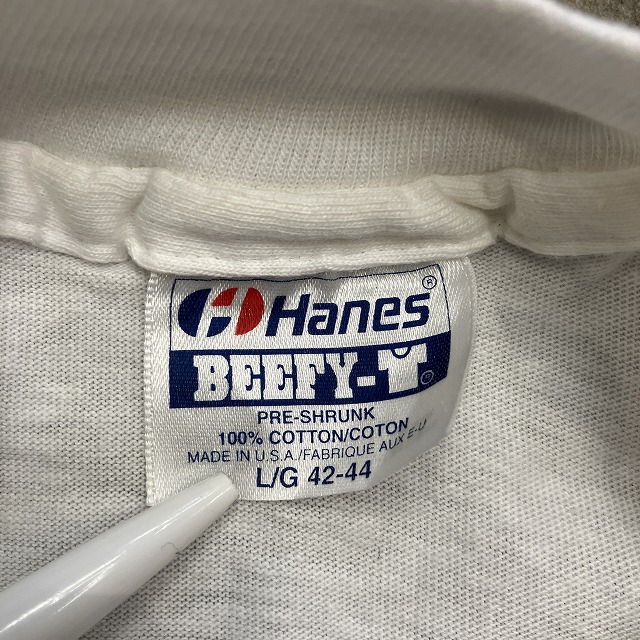 Hanes®
BEEFY-T®
PRE-SHRUNK
100% COTTON/COTON
MADE IN U.S.A./FABRIQUE AUX E-U
L/G 42-44